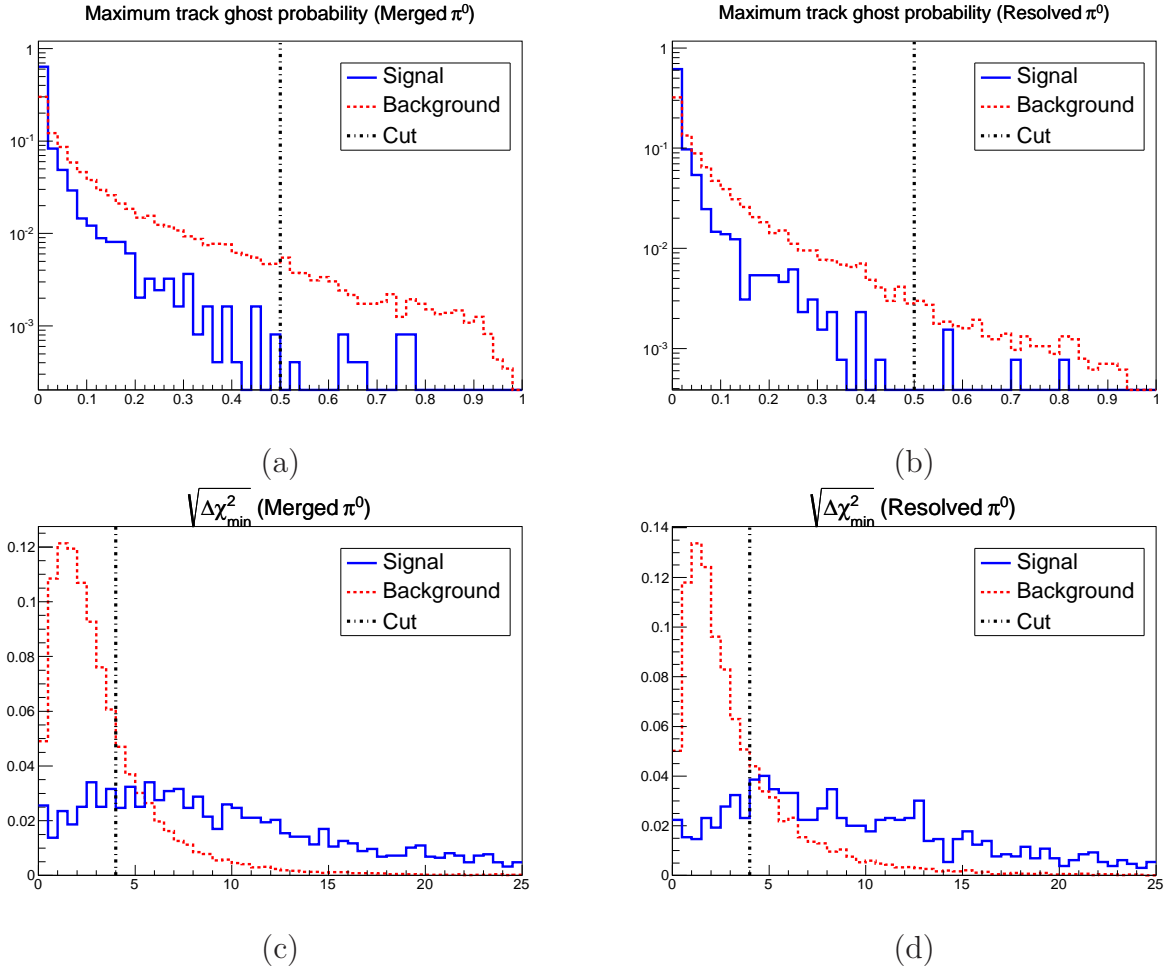 Maximum track ghost probability (Merged π⁰)
1
10⁻¹
10⁻²
10⁻³
0 0.1 0.2 0.3 0.4 0.5 0.6 0.7 0.8 0.9 1
Signal
Background
Cut
(a)
Maximum track ghost probability (Resolved π⁰)
1
10⁻¹
10⁻²
10⁻³
0 0.1 0.2 0.3 0.4 0.5 0.6 0.7 0.8 0.9 1
Signal
Background
Cut
(b)
√Δχ²min (Merged π⁰)
0.12
0.1
0.08
0.06
0.04
0.02
0
0 5 10 15 20 25
Signal
Background
Cut
(c)
√Δχ²min (Resolved π⁰)
0.14
0.12
0.1
0.08
0.06
0.04
0.02
0
0 5 10 15 20 25
Signal
Background
Cut
(d)